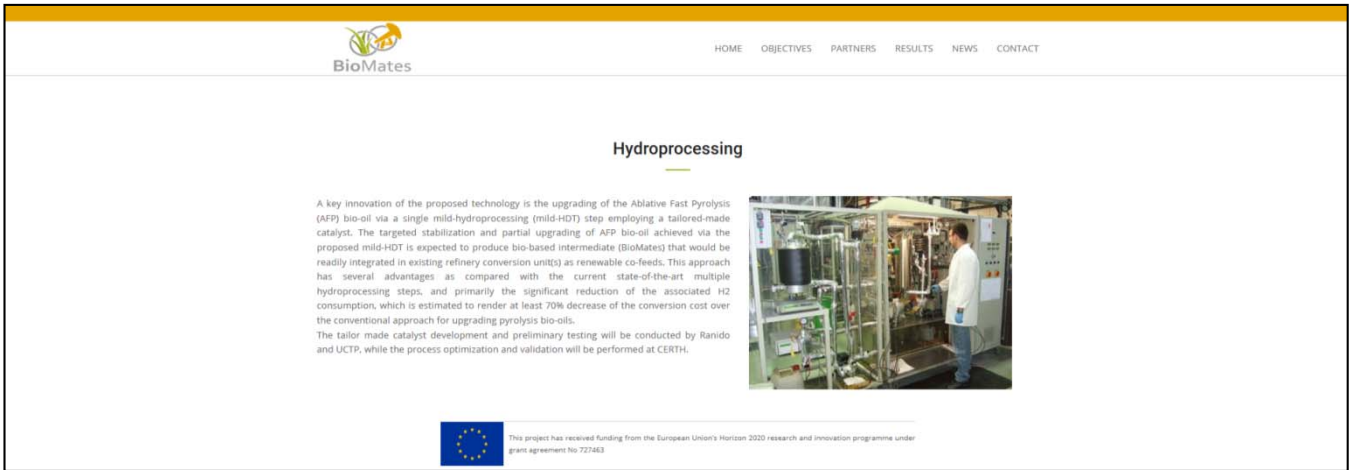 BioMates
HOME OBJECTIVES PARTNERS RESULTS NEWS CONTACT
Hydroprocessing
A key innovation of the proposed technology is the upgrading of the Ablative Fast Pyrolysis
(AFP) bio-oil via a single mild-hydroprocessing (mild-HDT) step employing a tailored-made
catalyst. The targeted stabilization and partial upgrading of AFP bio-oil achieved via the
proposed mild-HDT is expected to produce bio-based intermediate (BioMates) that would be
readily integrated in existing refinery conversion unit(s) as renewable co-feeds. This approach
has several advantages as compared with the current state-of-the-art multiple
hydroprocessing steps, and primarily the significant reduction of the associated H2
consumption, which is estimated to render at least 70% decrease of the conversion cost over
the conventional approach for upgrading pyrolysis bio-oils.
The tailor made catalyst development and preliminary testing will be conducted by Ranido
and UCTP, while the process optimization and validation will be performed at CERTH.
This project has received funding from the European Union's Horizon 2020 research and innovation programme under
grant agreement No 727463